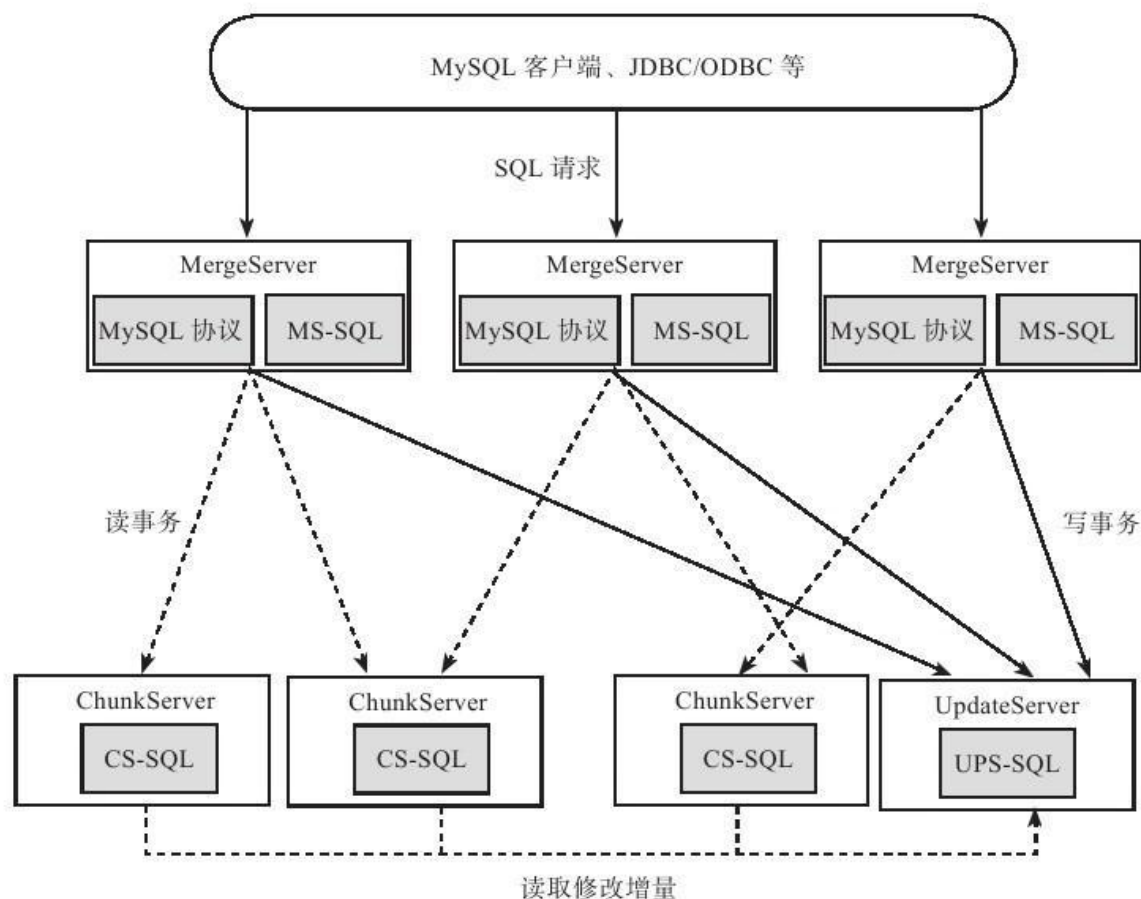 MySQL 客户端、JDBC/ODBC 等
SQL 请求
MergeServer
MySQL 协议
MS-SQL
MergeServer
MySQL 协议
MS-SQL
MergeServer
MySQL 协议
MS-SQL
读事务
写事务
ChunkServer
CS-SQL
ChunkServer
CS-SQL
ChunkServer
CS-SQL
UpdateServer
UPS-SQL
读取修改增量